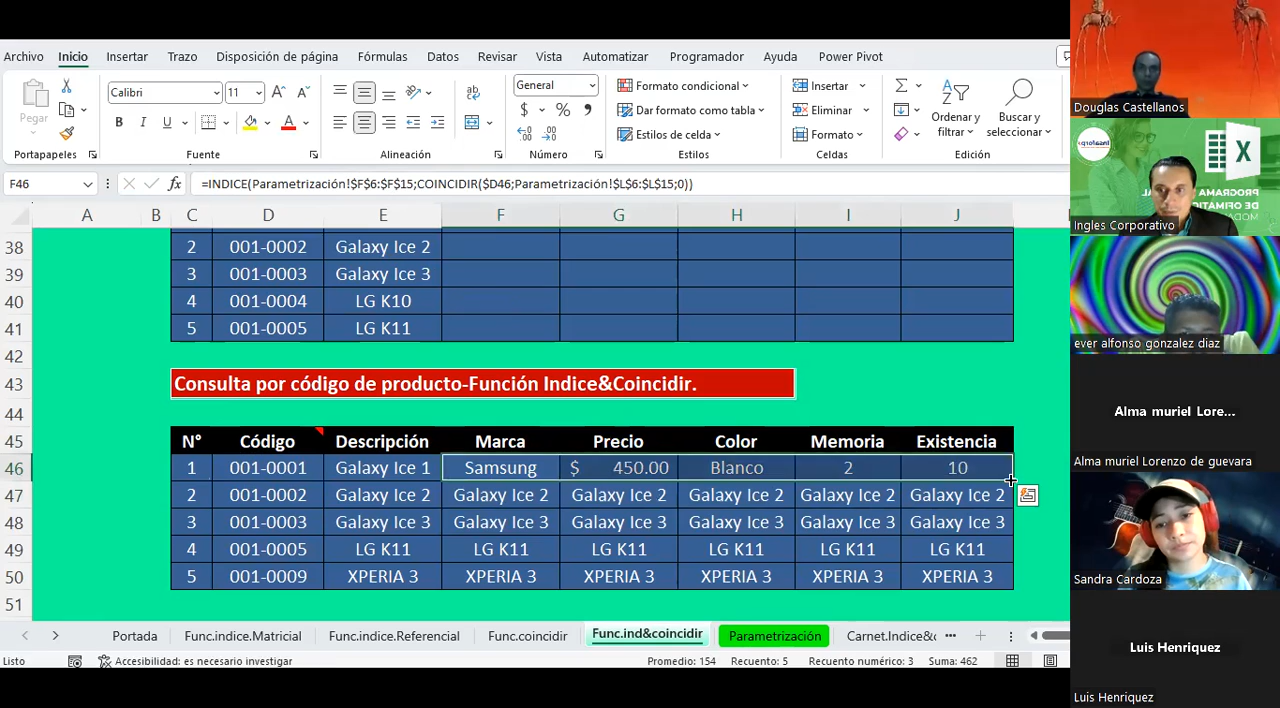 Archivo Inicio Insertar Trazo Disposición de página Fórmulas Datos Revisar Vista Automatizar Programador Ayuda Power Pivot
Pegar
Calibri 11
General
Formato condicional
Dar formato como tabla
Estilos de celda
Insertar
Eliminar
Formato
Ordenar y filtrar
Buscar y seleccionar
Portapapeles Fuente Alineación Número Estilos Celdas Edición
F46 fx =INDICE(Parametrización!$F$6:$F$15;COINCIDIR($D46;Parametrización!$L$6:$L$15;0))
A B C D E F G H I J
38 2 001-0002 Galaxy Ice 2
39 3 001-0003 Galaxy Ice 3
40 4 001-0004 LG K10
41 5 001-0005 LG K11
42
43 Consulta por código de producto-Función Indice&Coincidir.
44
45 N° Código Descripción Marca Precio Color Memoria Existencia
46 1 001-0001 Galaxy Ice 1 Samsung $ 450.00 Blanco 2 10
47 2 001-0002 Galaxy Ice 2 Galaxy Ice 2 Galaxy Ice 2 Galaxy Ice 2 Galaxy Ice 2 Galaxy Ice 2
48 3 001-0003 Galaxy Ice 3 Galaxy Ice 3 Galaxy Ice 3 Galaxy Ice 3 Galaxy Ice 3 Galaxy Ice 3
49 4 001-0005 LG K11 LG K11 LG K11 LG K11 LG K11 LG K11
50 5 001-0009 XPERIA 3 XPERIA 3 XPERIA 3 XPERIA 3 XPERIA 3 XPERIA 3
51
Portada Func.indice.Matricial Func.indice.Referencial Func.coincidir Func.ind&coincidir Parametrización Carnet.Indice&c
Listo Accesibilidad: es necesario investigar Promedio: 154 Recuento: 5 Recuento numérico: 3 Suma: 462
Douglas Castellanos
PROGRAMA
DE OFIMATIC
Ingles Corporativo
ever alfonso gonzalez diaz
Alma muriel Lore...
Alma muriel Lorenzo de guevara
Sandra Cardoza
Luis Henriquez
Luis Henriquez